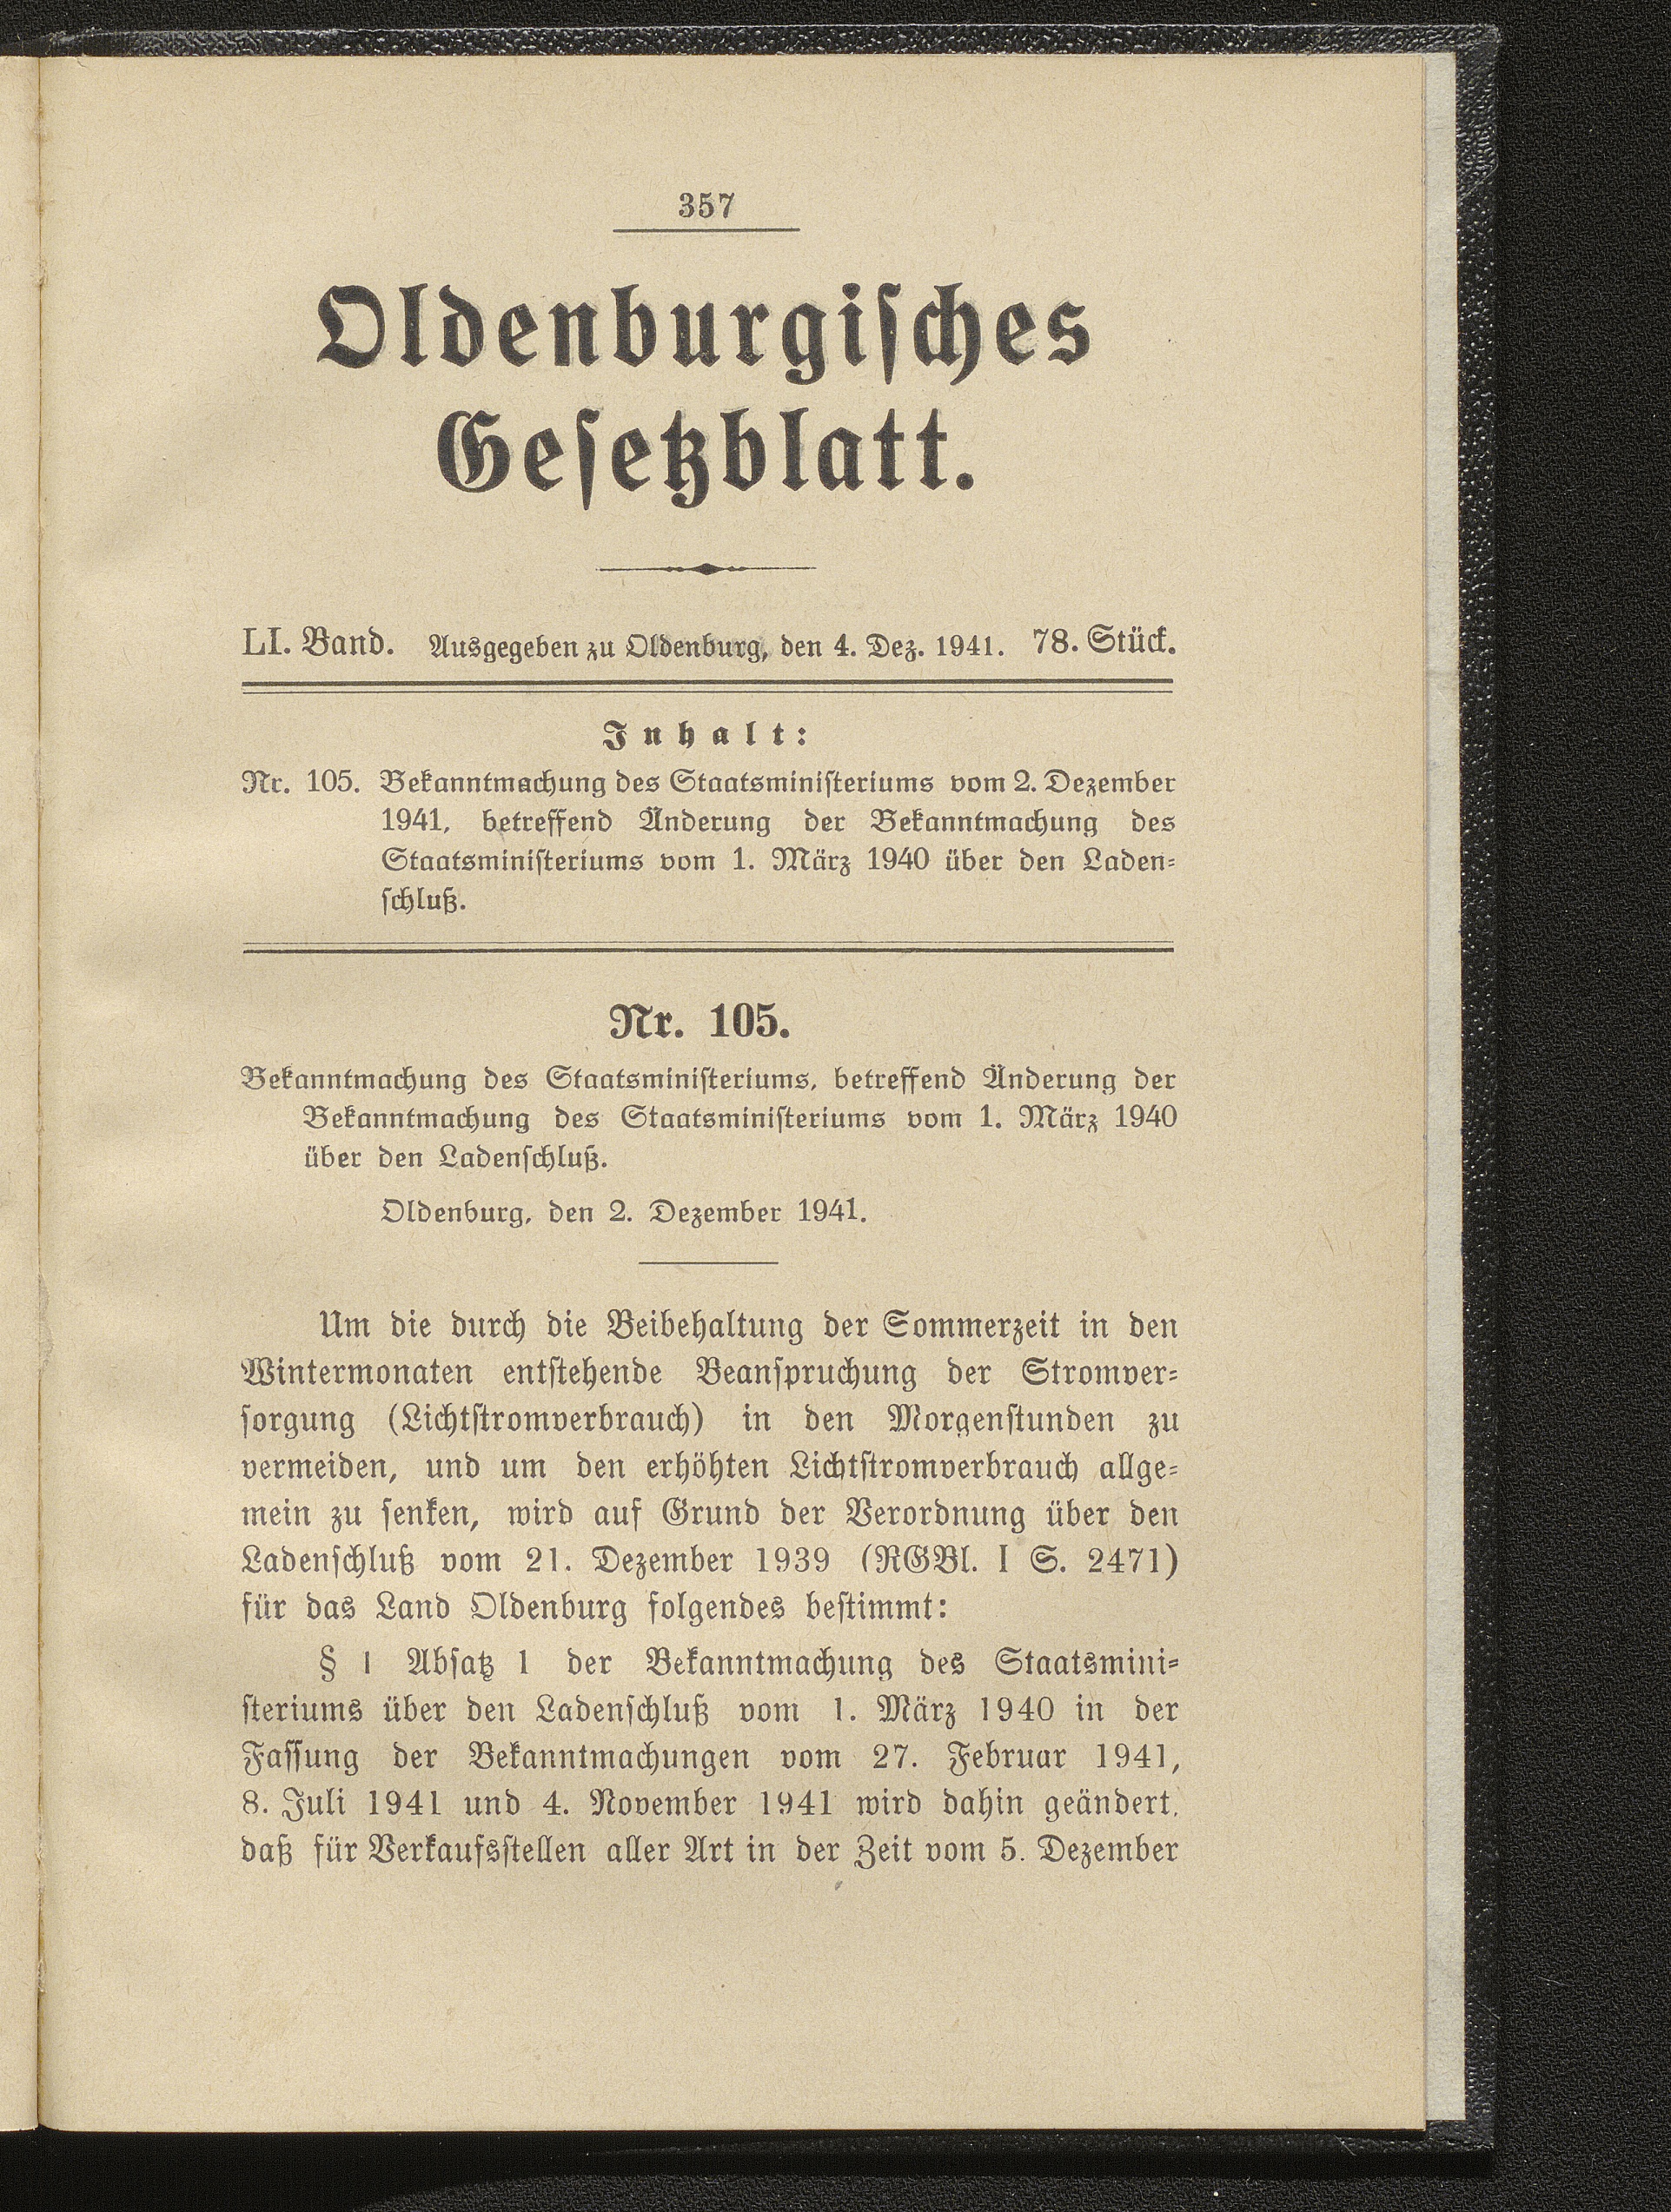 357
Oldenburgisches
Gesetzblatt.
LI. Band. Ausgegeben zu Oldenburg, den 4. Dez. 1941. 78. Stück.
Inhalt:
Nr. 105. Bekanntmachung des Staatsministeriums vom 2. Dezember
1941, betreffend Änderung der Bekanntmachung des
Staatsministeriums vom 1. März 1940 über den Laden-
schluß.
Nr. 105.
Bekanntmachung des Staatsministeriums, betreffend Änderung der
Bekanntmachung des Staatsministeriums vom 1. März 1940
über den Ladenschluß.
Oldenburg, den 2. Dezember 1941.
Um die durch die Beibehaltung der Sommerzeit in den
Wintermonaten entstehende Beanspruchung der Stromver-
sorgung (Lichtstromverbrauch) in den Morgenstunden zu
vermeiden, und um den erhöhten Lichtstromverbrauch allge-
mein zu senken, wird auf Grund der Verordnung über den
Ladenschluß vom 21. Dezember 1939 (RGBl. I S. 2471)
für das Land Oldenburg folgendes bestimmt:
§ 1 Absatz 1 der Bekanntmachung des Staatsmini-
steriums über den Ladenschluß vom 1. März 1940 in der
Fassung der Bekanntmachungen vom 27. Februar 1941,
8. Juli 1941 und 4. November 1941 wird dahin geändert,
daß für Verkaufsstellen aller Art in der Zeit vom 5. Dezember